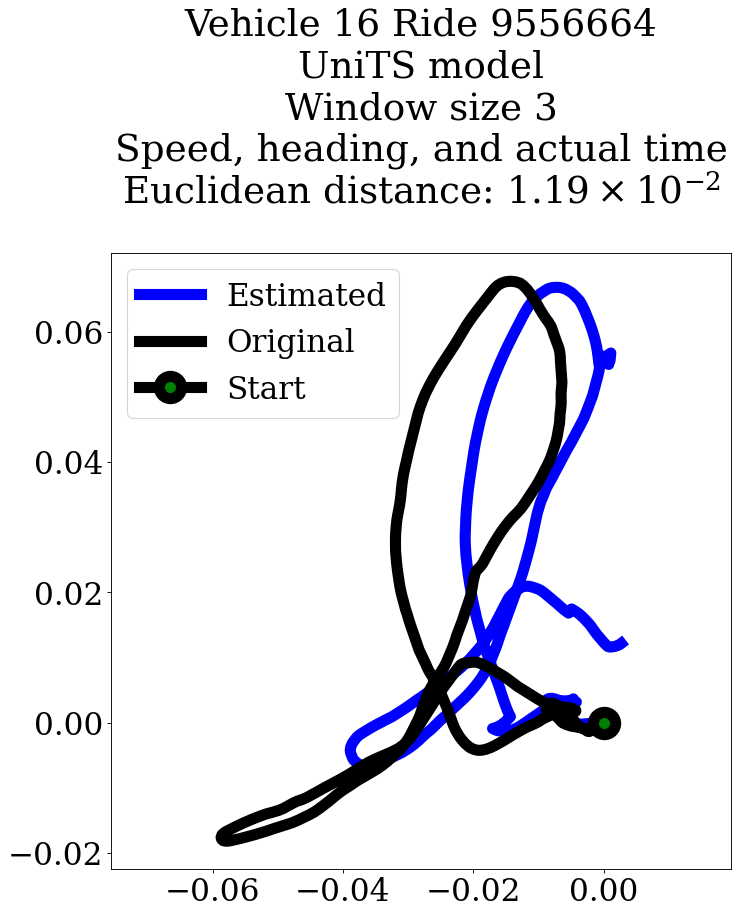 Vehicle 16 Ride 9556664
UniTS model
Window size 3
Speed, heading, and actual time
Euclidean distance: 1.19 × 10⁻²
Estimated
Original
Start
0.06
0.04
0.02
0.00
−0.02
−0.06 −0.04 −0.02 0.00